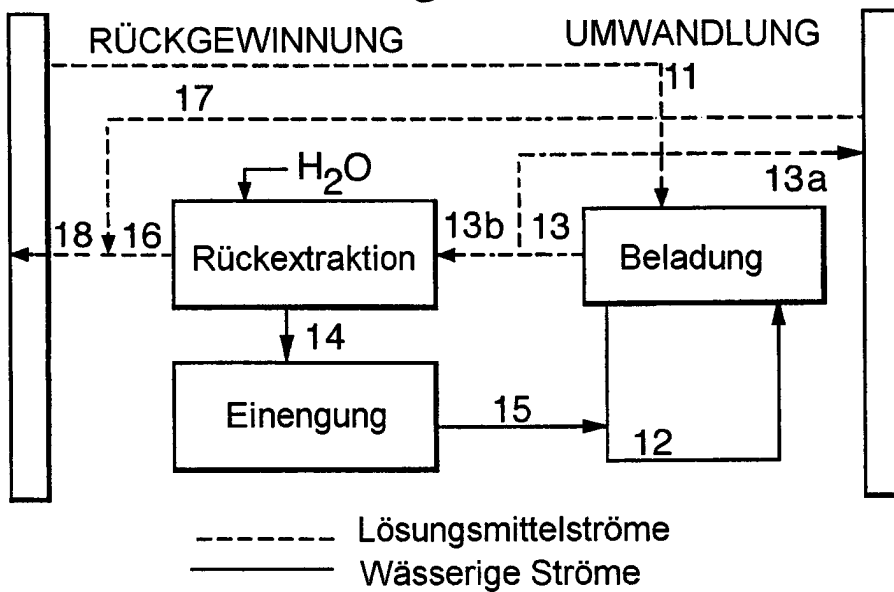 RÜCKGEWINNUNG UMWANDLUNG
11
17
H2O
13a
13b 13
18 16
Rückextraktion
Beladung
14
Einengung
15
12
Lösungsmittelströme
Wässerige Ströme